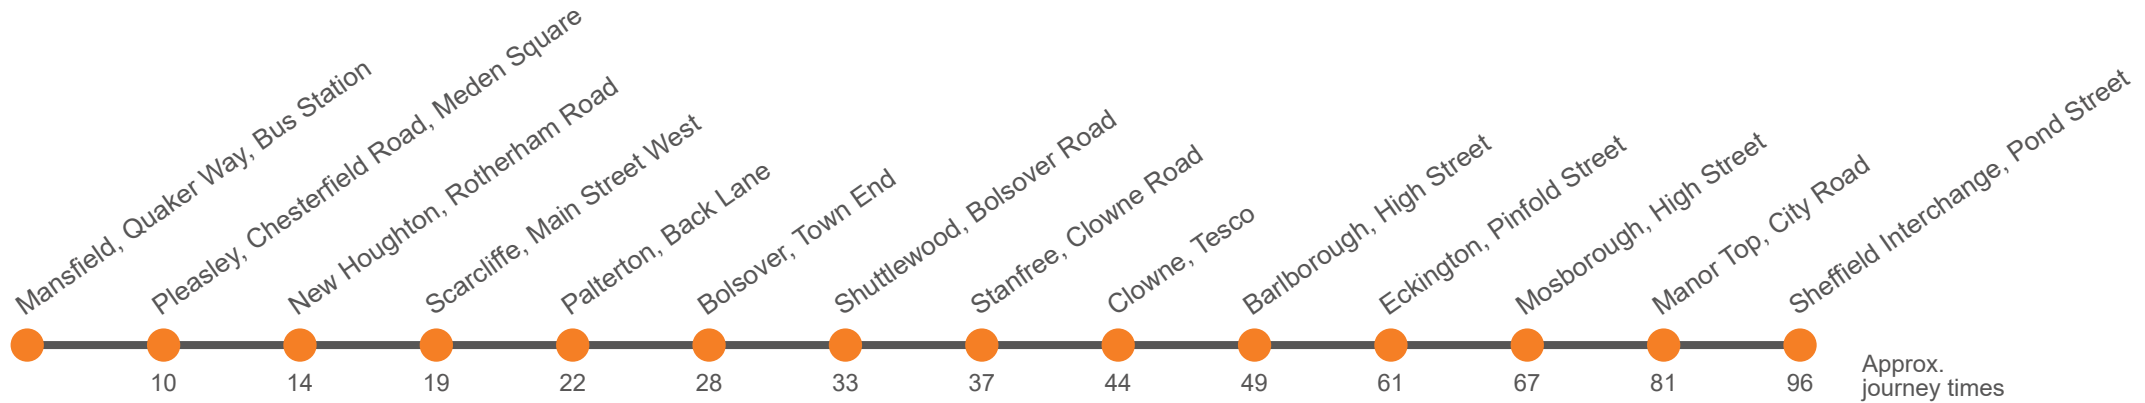 Mansfield, Quaker Way, Bus Station
Pleasley, Chesterfield Road, Meden Square
New Houghton, Rotherham Road
Scarcliffe, Main Street West
Palterton, Back Lane
Bolsover, Town End
Shuttlewood, Bolsover Road
Stanfree, Clowne Road
Clowne, Tesco
Barlborough, High Street
Eckington, Pinfold Street
Mosborough, High Street
Manor Top, City Road
Sheffield Interchange, Pond Street
10 14 19 22 28 33 37 44 49 61 67 81 96
Approx.
journey times